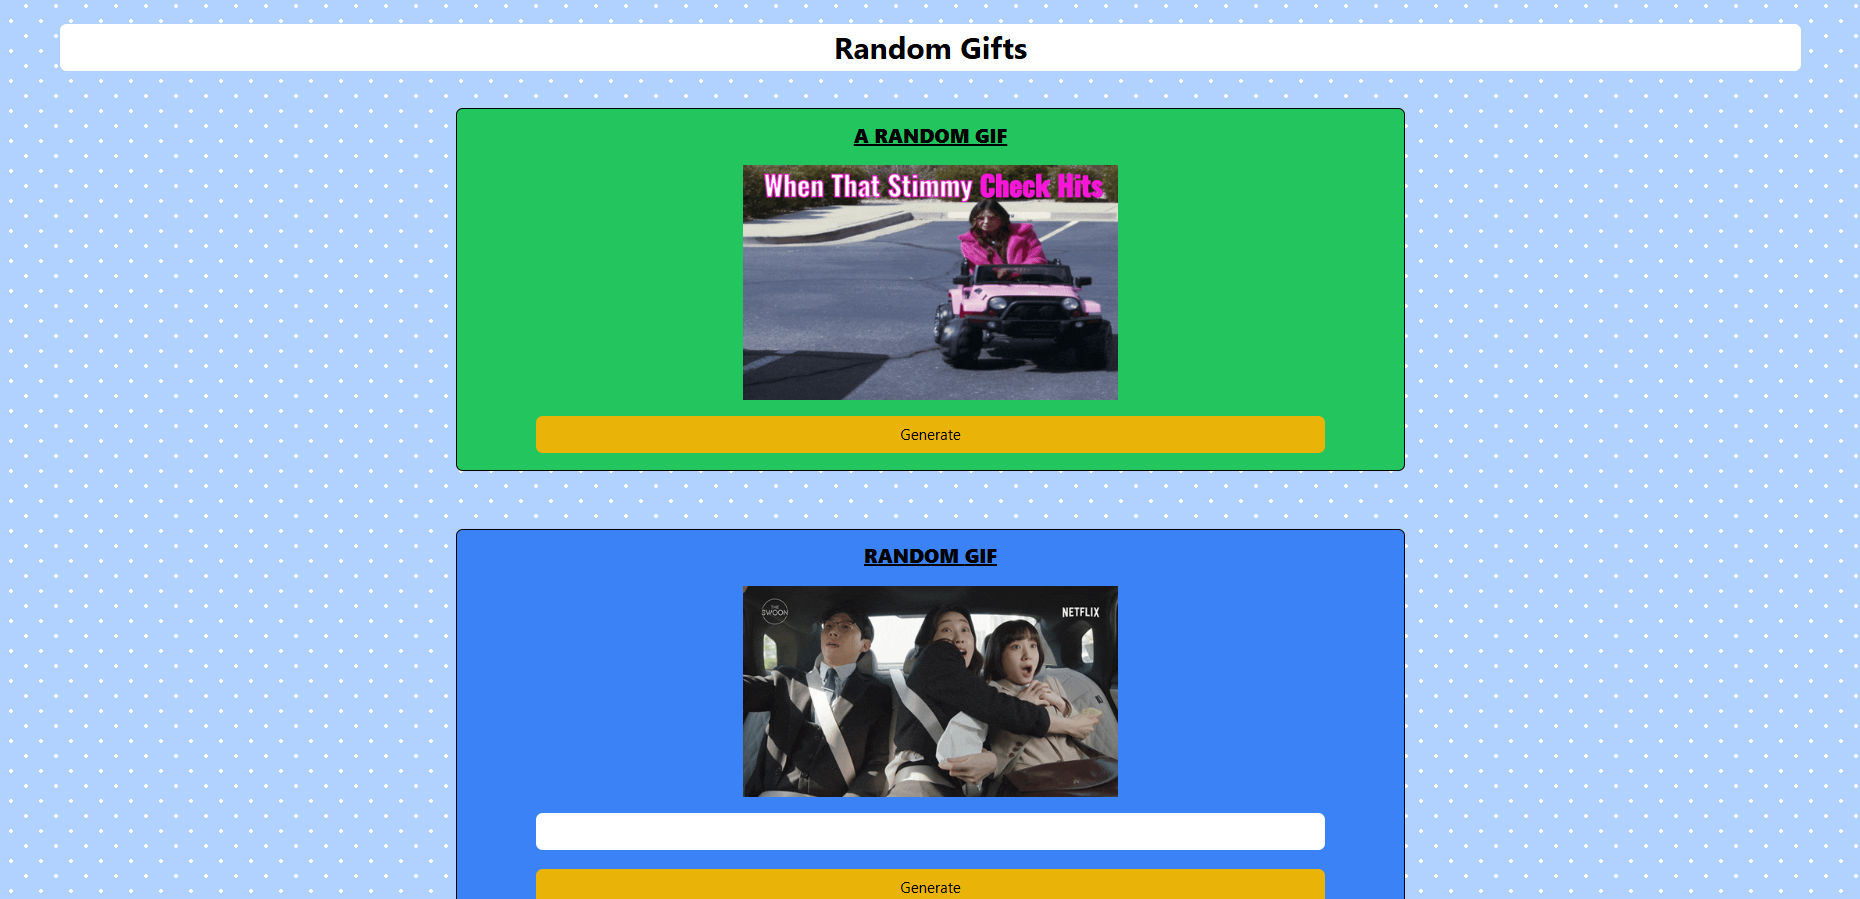 Random Gifts
A RANDOM GIF
When That Stimmy Check Hits
Generate
RANDOM GIF
THE
SWOON
NETFLIX
Generate